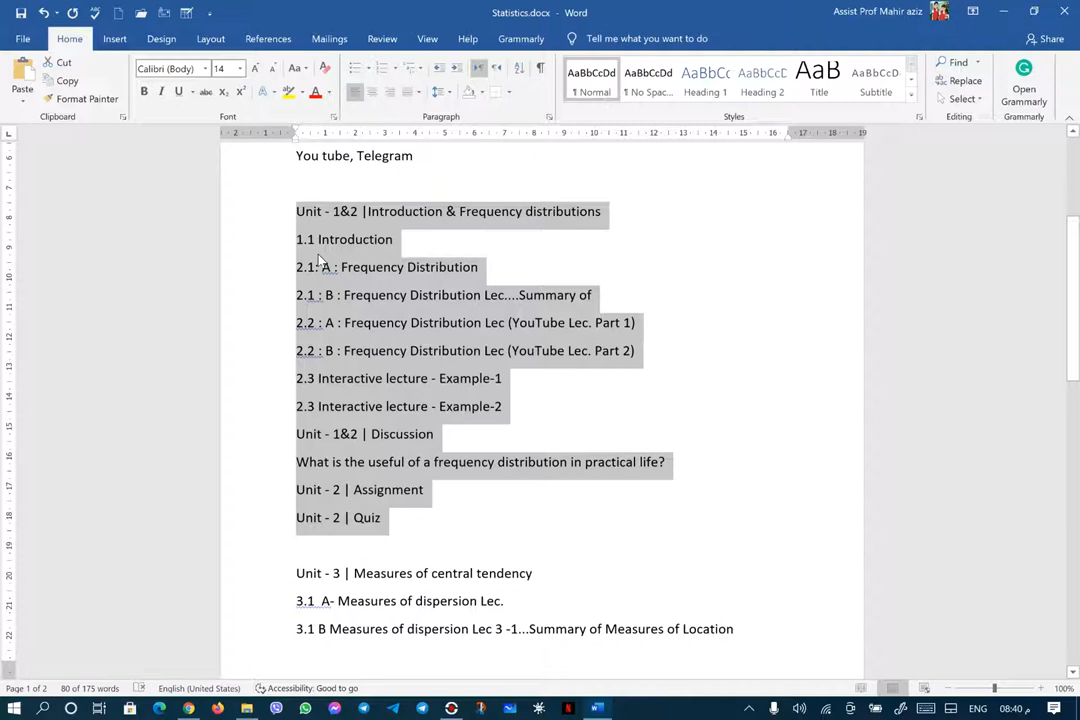 Statistics.docx - Word
Assist Prof Mahir aziz
File Home Insert Design Layout References Mailings Review View Help Grammarly Tell me what you want to do Share
Paste Cut Copy Format Painter
Calibri (Body) 14
AaBbCcDd AaBbCcDd AaBbCc AaBbCcDd AaB AaBbCcD
¶ Normal ¶ No Spac... Heading 1 Heading 2 Title Subtitle
Find Replace Select
Open Grammarly
Clipboard Font Paragraph Styles Editing Grammarly
You tube, Telegram
Unit - 1&2 |Introduction & Frequency distributions
1.1 Introduction
2.1: A : Frequency Distribution
2.1 : B : Frequency Distribution Lec....Summary of
2.2 : A : Frequency Distribution Lec (YouTube Lec. Part 1)
2.2 : B : Frequency Distribution Lec (YouTube Lec. Part 2)
2.3 Interactive lecture - Example-1
2.3 Interactive lecture - Example-2
Unit - 1&2 | Discussion
What is the useful of a frequency distribution in practical life?
Unit - 2 | Assignment
Unit - 2 | Quiz
Unit - 3 | Measures of central tendency
3.1 A- Measures of dispersion Lec.
3.1 B Measures of dispersion Lec 3 -1...Summary of Measures of Location
Page 1 of 2 80 of 175 words English (United States) Accessibility: Good to go 100%
ENG 08:40 م